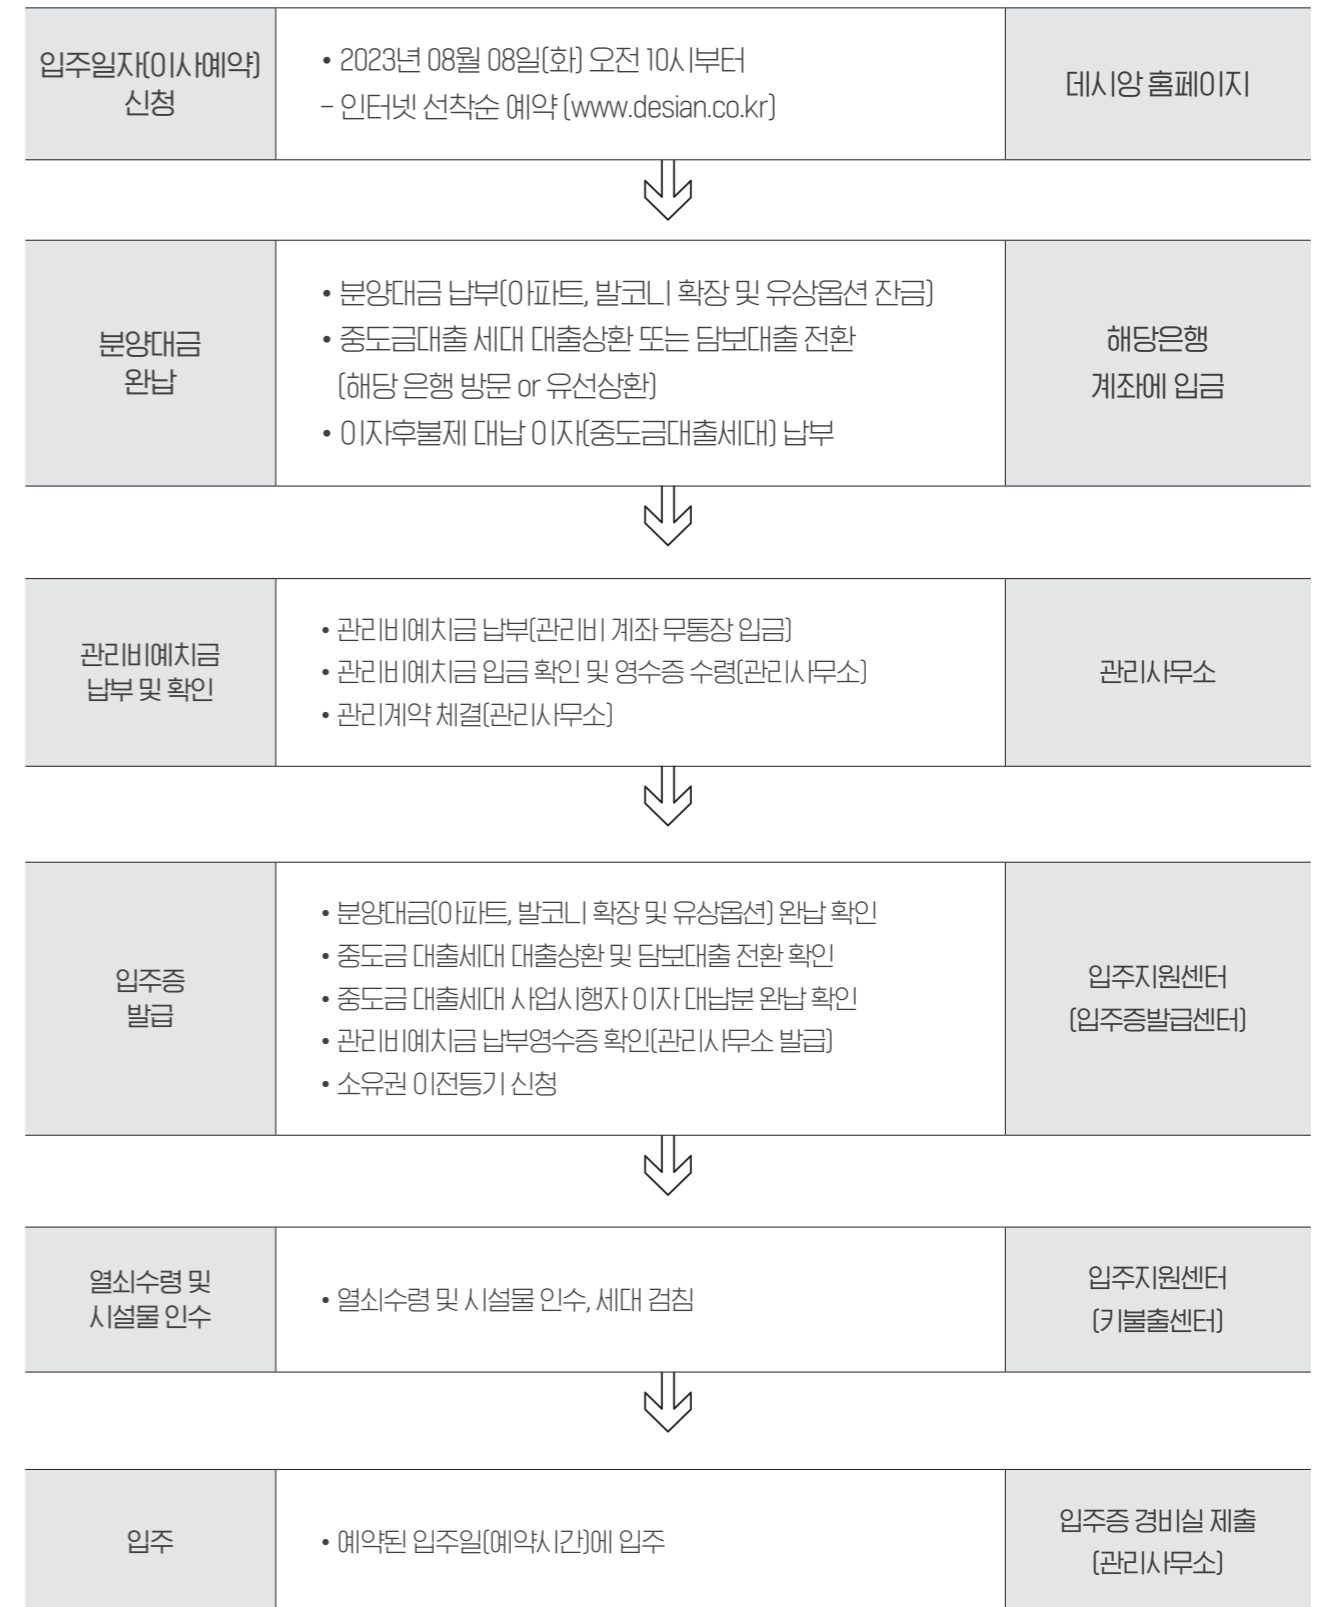 입주일자(이사예약)
신청
• 2023년 08월 08일(화) 오전 10시부터
- 인터넷 선착순 예약 (www.desian.co.kr)
데시앙 홈페이지
분양대금
완납
• 분양대금 납부(아파트, 발코니 확장 및 유상옵션 잔금)
• 중도금대출 세대 대출상환 또는 담보대출 전환
(해당 은행 방문 or 유선상환)
• 이자후불제 대납 이자(중도금대출세대) 납부
해당은행
계좌에 입금
관리비예치금
납부 및 확인
• 관리비예치금 납부(관리비 계좌 무통장 입금)
• 관리비예치금 입금 확인 및 영수증 수령(관리사무소)
• 관리계약 체결(관리사무소)
관리사무소
입주증
발급
• 분양대금(아파트, 발코니 확장 및 유상옵션) 완납 확인
• 중도금 대출세대 대출상환 및 담보대출 전환 확인
• 중도금 대출세대 사업시행자 이자 대납분 완납 확인
• 관리비예치금 납부영수증 확인(관리사무소 발급)
• 소유권 이전등기 신청
입주지원센터
(입주증발급센터)
열쇠수령 및
시설물 인수
• 열쇠수령 및 시설물 인수, 세대 검침
입주지원센터
(키불출센터)
입주
• 예약된 입주일(예약시간)에 입주
입주증 경비실 제출
(관리사무소)